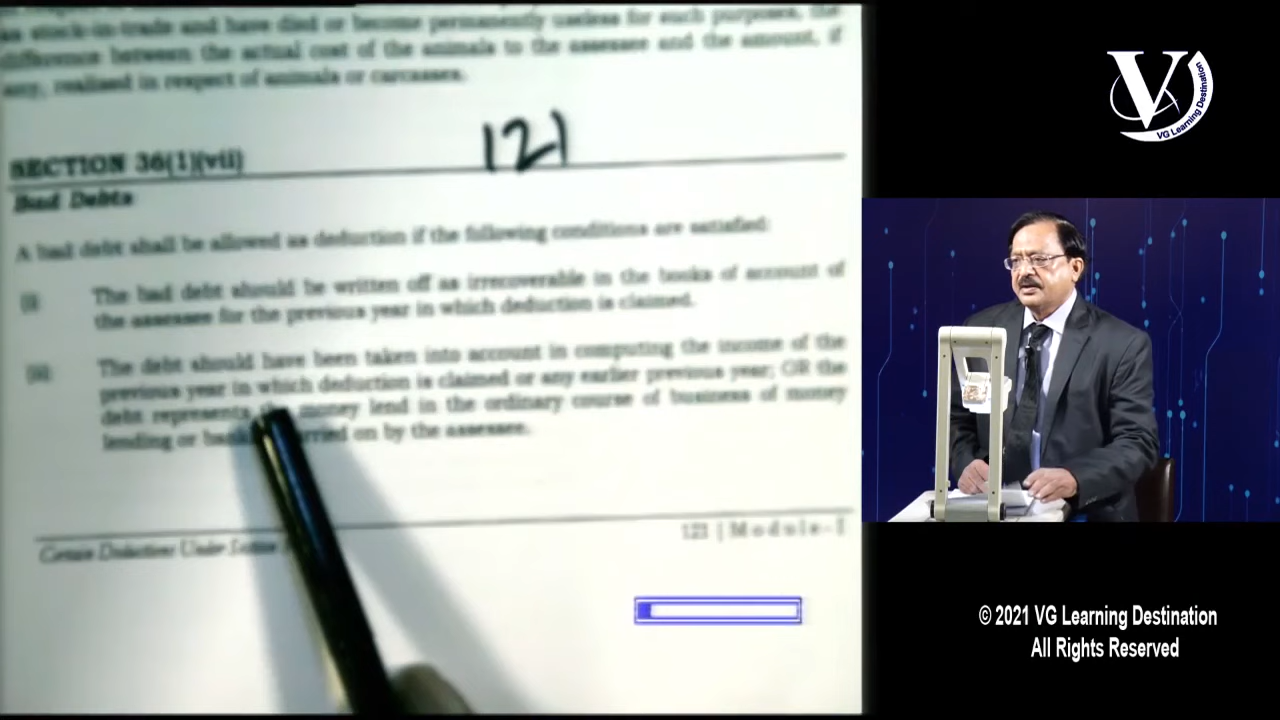 as stock-in-trade and have died or become permanently useless for such purposes, the
difference between the actual cost of the animals to the assessee and the amount, if
any, realised in respect of animals or carcasses.
121
SECTION 36(1)(vii)
Bad Debts
A bad debt shall be allowed as deduction if the following conditions are satisfied:
(i) The bad debt should be written off as irrecoverable in the books of account of
the assessee for the previous year in which deduction is claimed.
(ii) The debt should have been taken into account in computing the income of the
previous year in which deduction is claimed or any earlier previous year; OR the
debt represents money lend in the ordinary course of business of money
lending or on by the assessee.
Certain Deductions Under
121 | Module-I
V
VG Learning Destination
© 2021 VG Learning Destination
All Rights Reserved